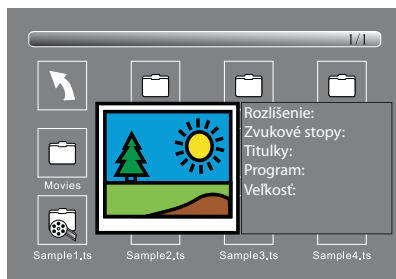 1/1
Rozlíšenie:
Zvukové stopy:
Titulky:
Program:
Veľkosť:
Movies
Sample1.ts
Sample2.ts
Sample3.ts
Sample4.ts